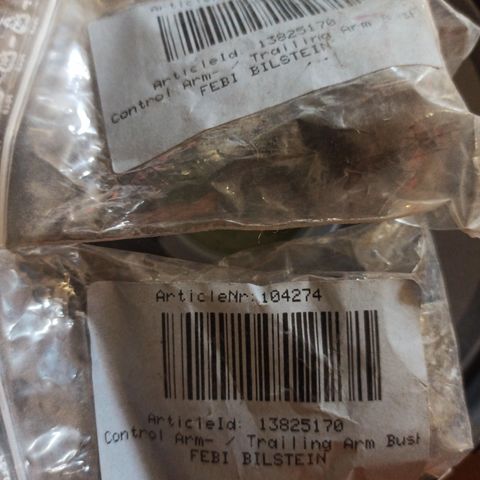 ArticleId: 13825170
Control Arm- / Trailing Arm Bush
FEBI BILSTEIN
ArticleNr: 104274
ArticleId: 13825170
Control Arm- / Trailing Arm Bush
FEBI BILSTEIN